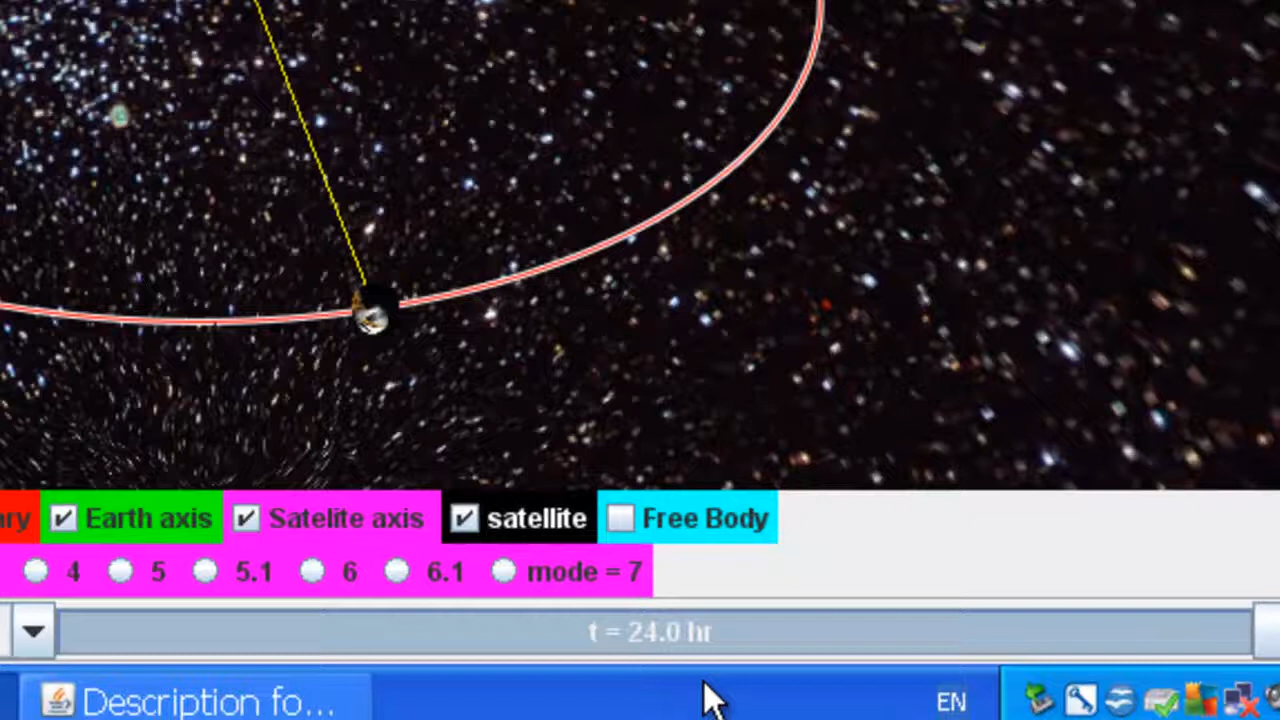 ary Earth axis Satelite axis satellite Free Body
4 5 5.1 6 6.1 mode = 7
t = 24.0 hr
Description fo... EN